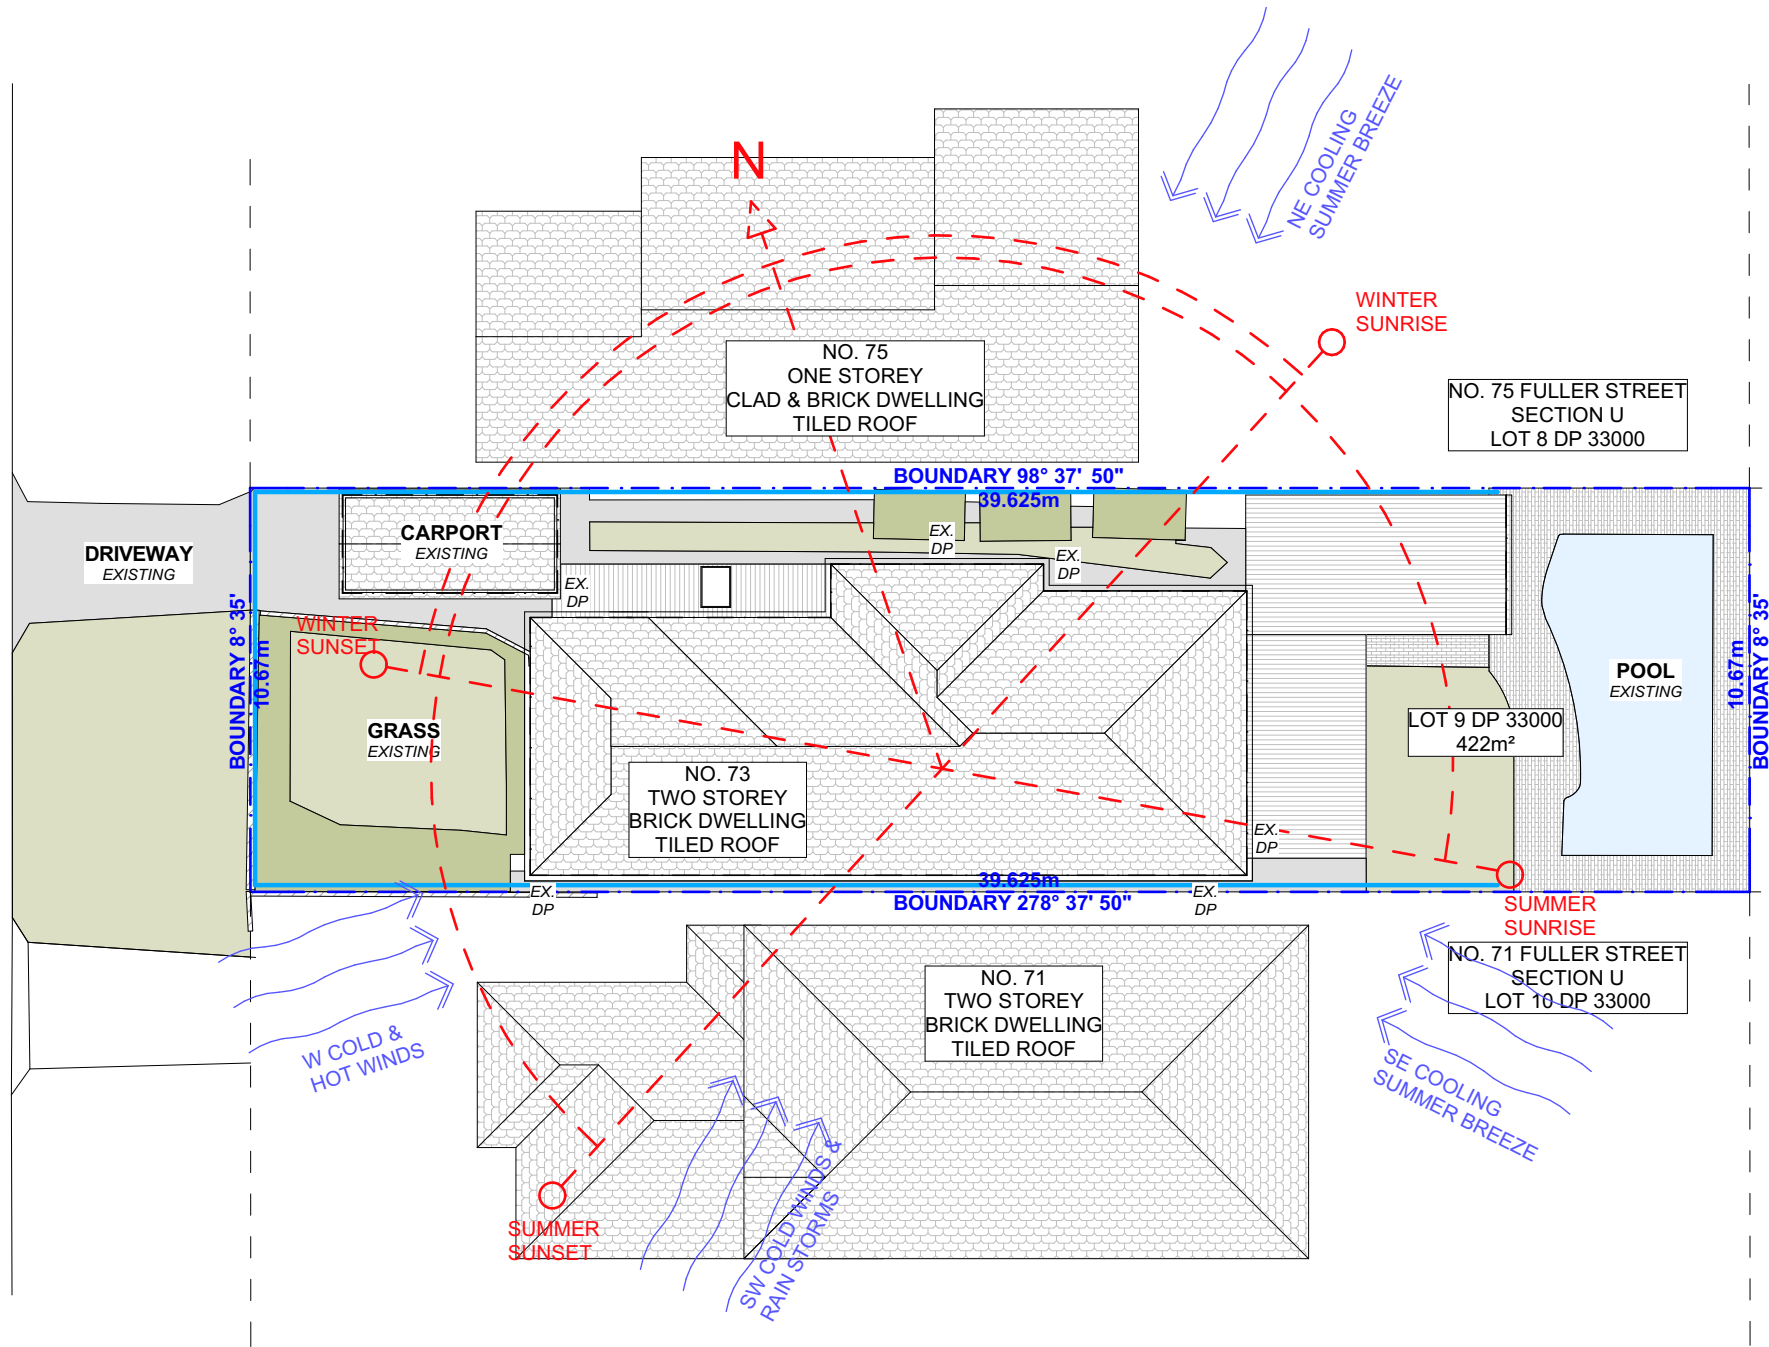 NE COOLING
SUMMER BREEZE
N
WINTER
SUNRISE
NO. 75
ONE STOREY
CLAD & BRICK DWELLING
TILED ROOF
NO. 75 FULLER STREET
SECTION U
LOT 8 DP 33000
BOUNDARY 98° 37' 50"
39.625m
CARPORT
EXISTING
DRIVEWAY
EXISTING
EX.
DP
EX.
DP
EX.
DP
WINTER
SUNSET
BOUNDARY 8° 35'
10.67m
GRASS
EXISTING
POOL
EXISTING
10.67m
BOUNDARY 8° 35'
LOT 9 DP 33000
422m²
NO. 73
TWO STOREY
BRICK DWELLING
TILED ROOF
EX.
DP
39.625m
BOUNDARY 278° 37' 50"
EX.
DP
EX.
DP
SUMMER
SUNRISE
NO. 71 FULLER STREET
SECTION U
LOT 10 DP 33000
NO. 71
TWO STOREY
BRICK DWELLING
TILED ROOF
W COLD &
HOT WINDS
SE COOLING
SUMMER BREEZE
SUMMER
SUNSET
SW COLD WINDS &
RAIN STORMS